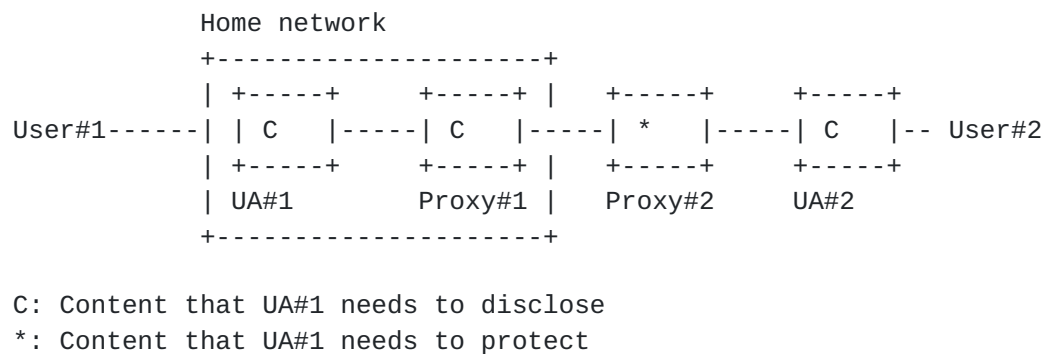 Home network
+---------------------+
| +-----+     +-----+ |   +-----+     +-----+
User#1------| | C   |-----| C   |-----| *   |-----| C   |-- User#2
| +-----+     +-----+ |   +-----+     +-----+
| UA#1        Proxy#1 |   Proxy#2     UA#2
+---------------------+
C: Content that UA#1 needs to disclose
*: Content that UA#1 needs to protect